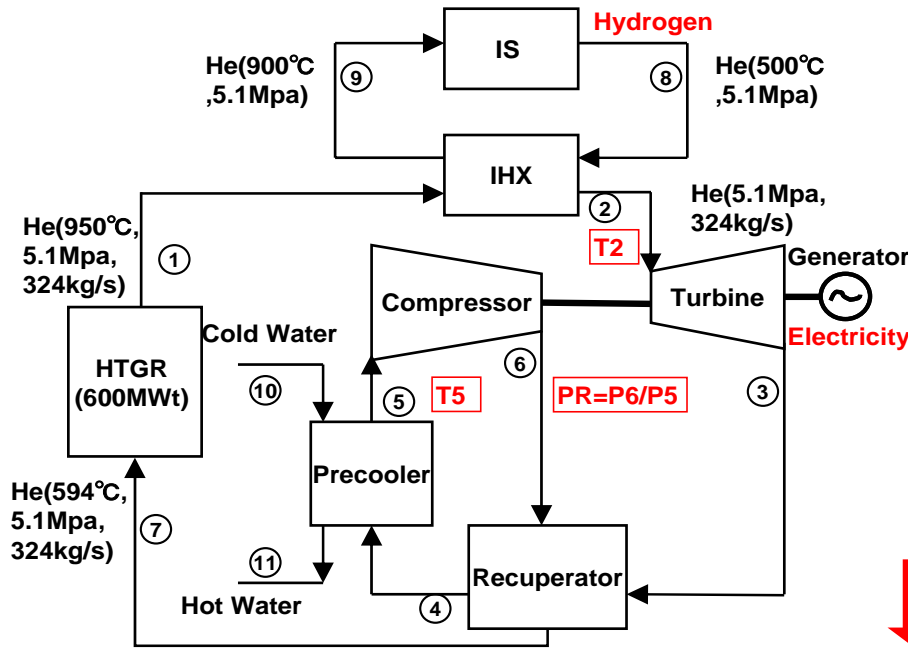 Hydrogen
IS
He(900℃
,5.1Mpa)
9
8
He(500℃
,5.1Mpa)
IHX
2
He(5.1Mpa,
324kg/s)
T2
He(950℃,
5.1Mpa,
324kg/s)
1
Compressor
Turbine
Generator
Electricity
Cold Water
10
HTGR
(600MWt)
5
T5
6
PR=P6/P5
3
Precooler
He(594℃,
5.1Mpa,
324kg/s)
7
11
Hot Water
4
Recuperator